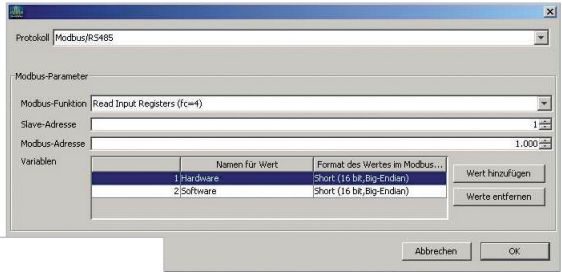 Protokoll Modbus/RS485
Modbus-Parameter
Modbus-Funktion Read Input Registers (fc=4)
Slave-Adresse 1
Modbus-Adresse 1.000
Variablen
Namen für Wert Format des Wertes im Modbus...
1 Hardware Short (16 bit,Big-Endian)
2 Software Short (16 bit,Big-Endian)
Wert hinzufügen
Werte entfernen
Abbrechen OK